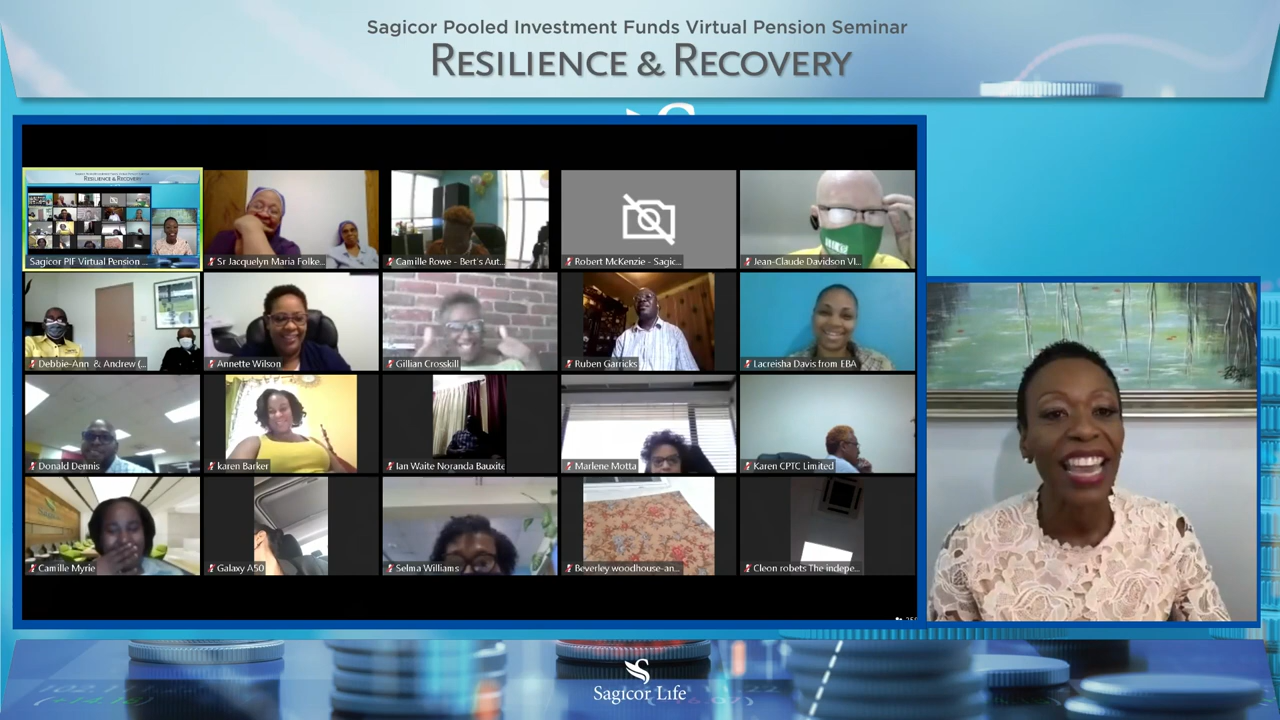 Sagicor Pooled Investment Funds Virtual Pension Seminar
RESILIENCE & RECOVERY
Sagicor PIF Virtual Pension ...
Sr Jacquelyn Maria Folke...
Camille Rowe - Bert's Aut...
Robert McKenzie - Sagic...
Jean-Claude Davidson VI...
Debbie-Ann & Andrew (...
Annette Wilson
Gillian Crosskill
Ruben Garricks
Lacreisha Davis from EBA
Donald Dennis
karen Barker
Ian Waite Noranda Bauxite
Marlene Motta
Karen CPTC Limited
Camille Myrie
Galaxy A50
Selma Williams
Beverley woodhouse-an...
Cleon robets The indepe...
Sagicor Life